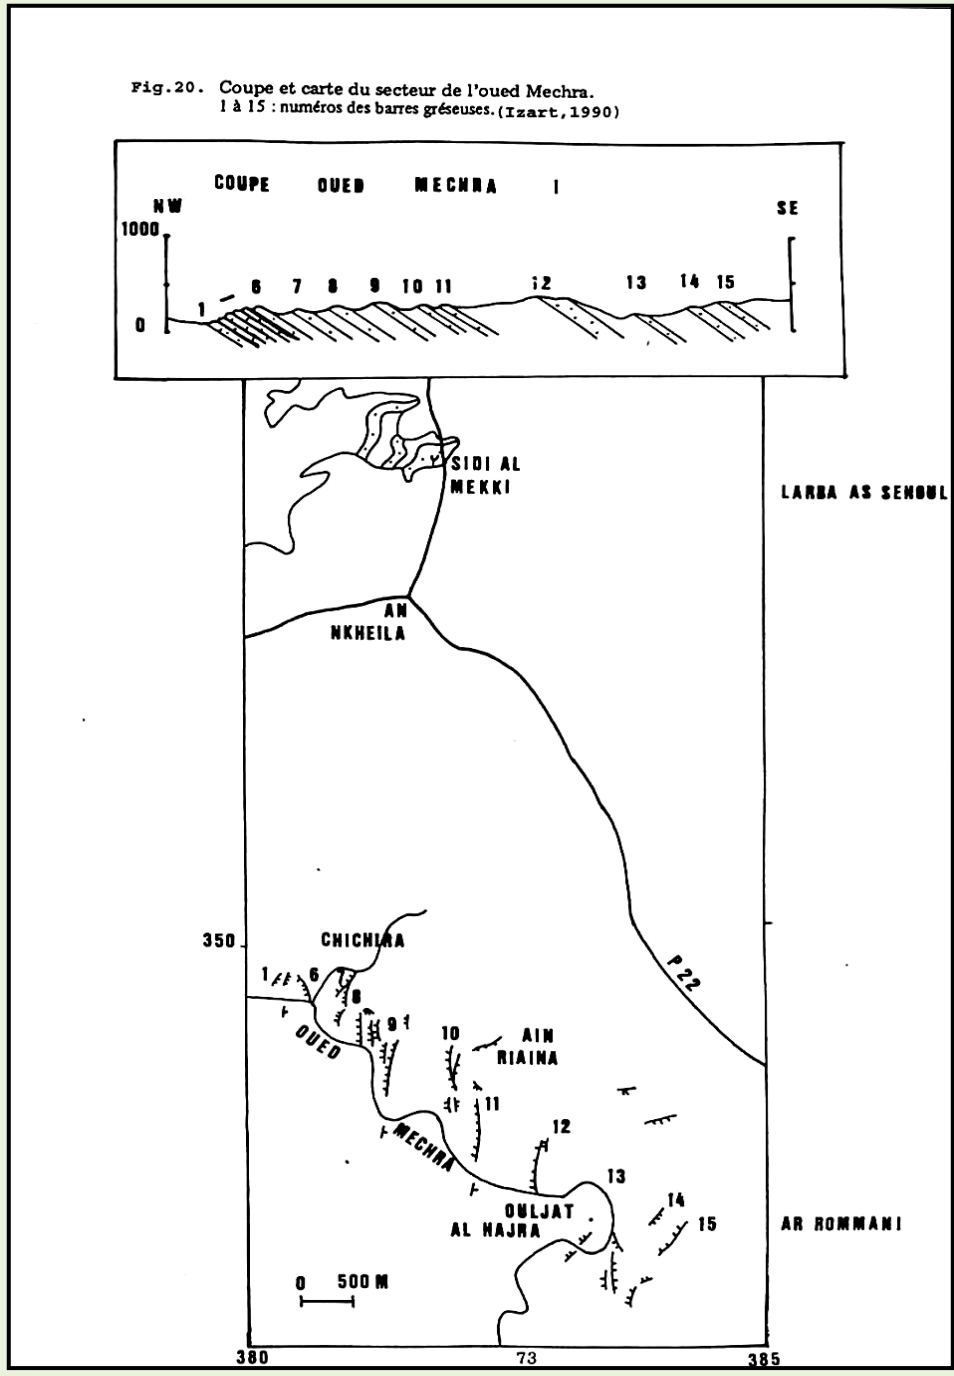 Fig.20. Coupe et carte du secteur de l'oued Mechra.
1 à 15 : numéros des barres gréseuses. (Izart,1990)
COUPE OUED MECHRA I
NW SE
1000
0
1 6 7 8 9 10 11 12 13 14 15
SIDI AL
MEKKI
LARBA AS SEHOUL
AN
NKHEILA
350
CHICHIRA
P 22
1 6 7
8
OUED
9
10
AIN
RIAINA
11
MECHRA
12
13
OULJAT
AL HAJRA
14
15
AR ROMMANI
0 500 M
380 73 385